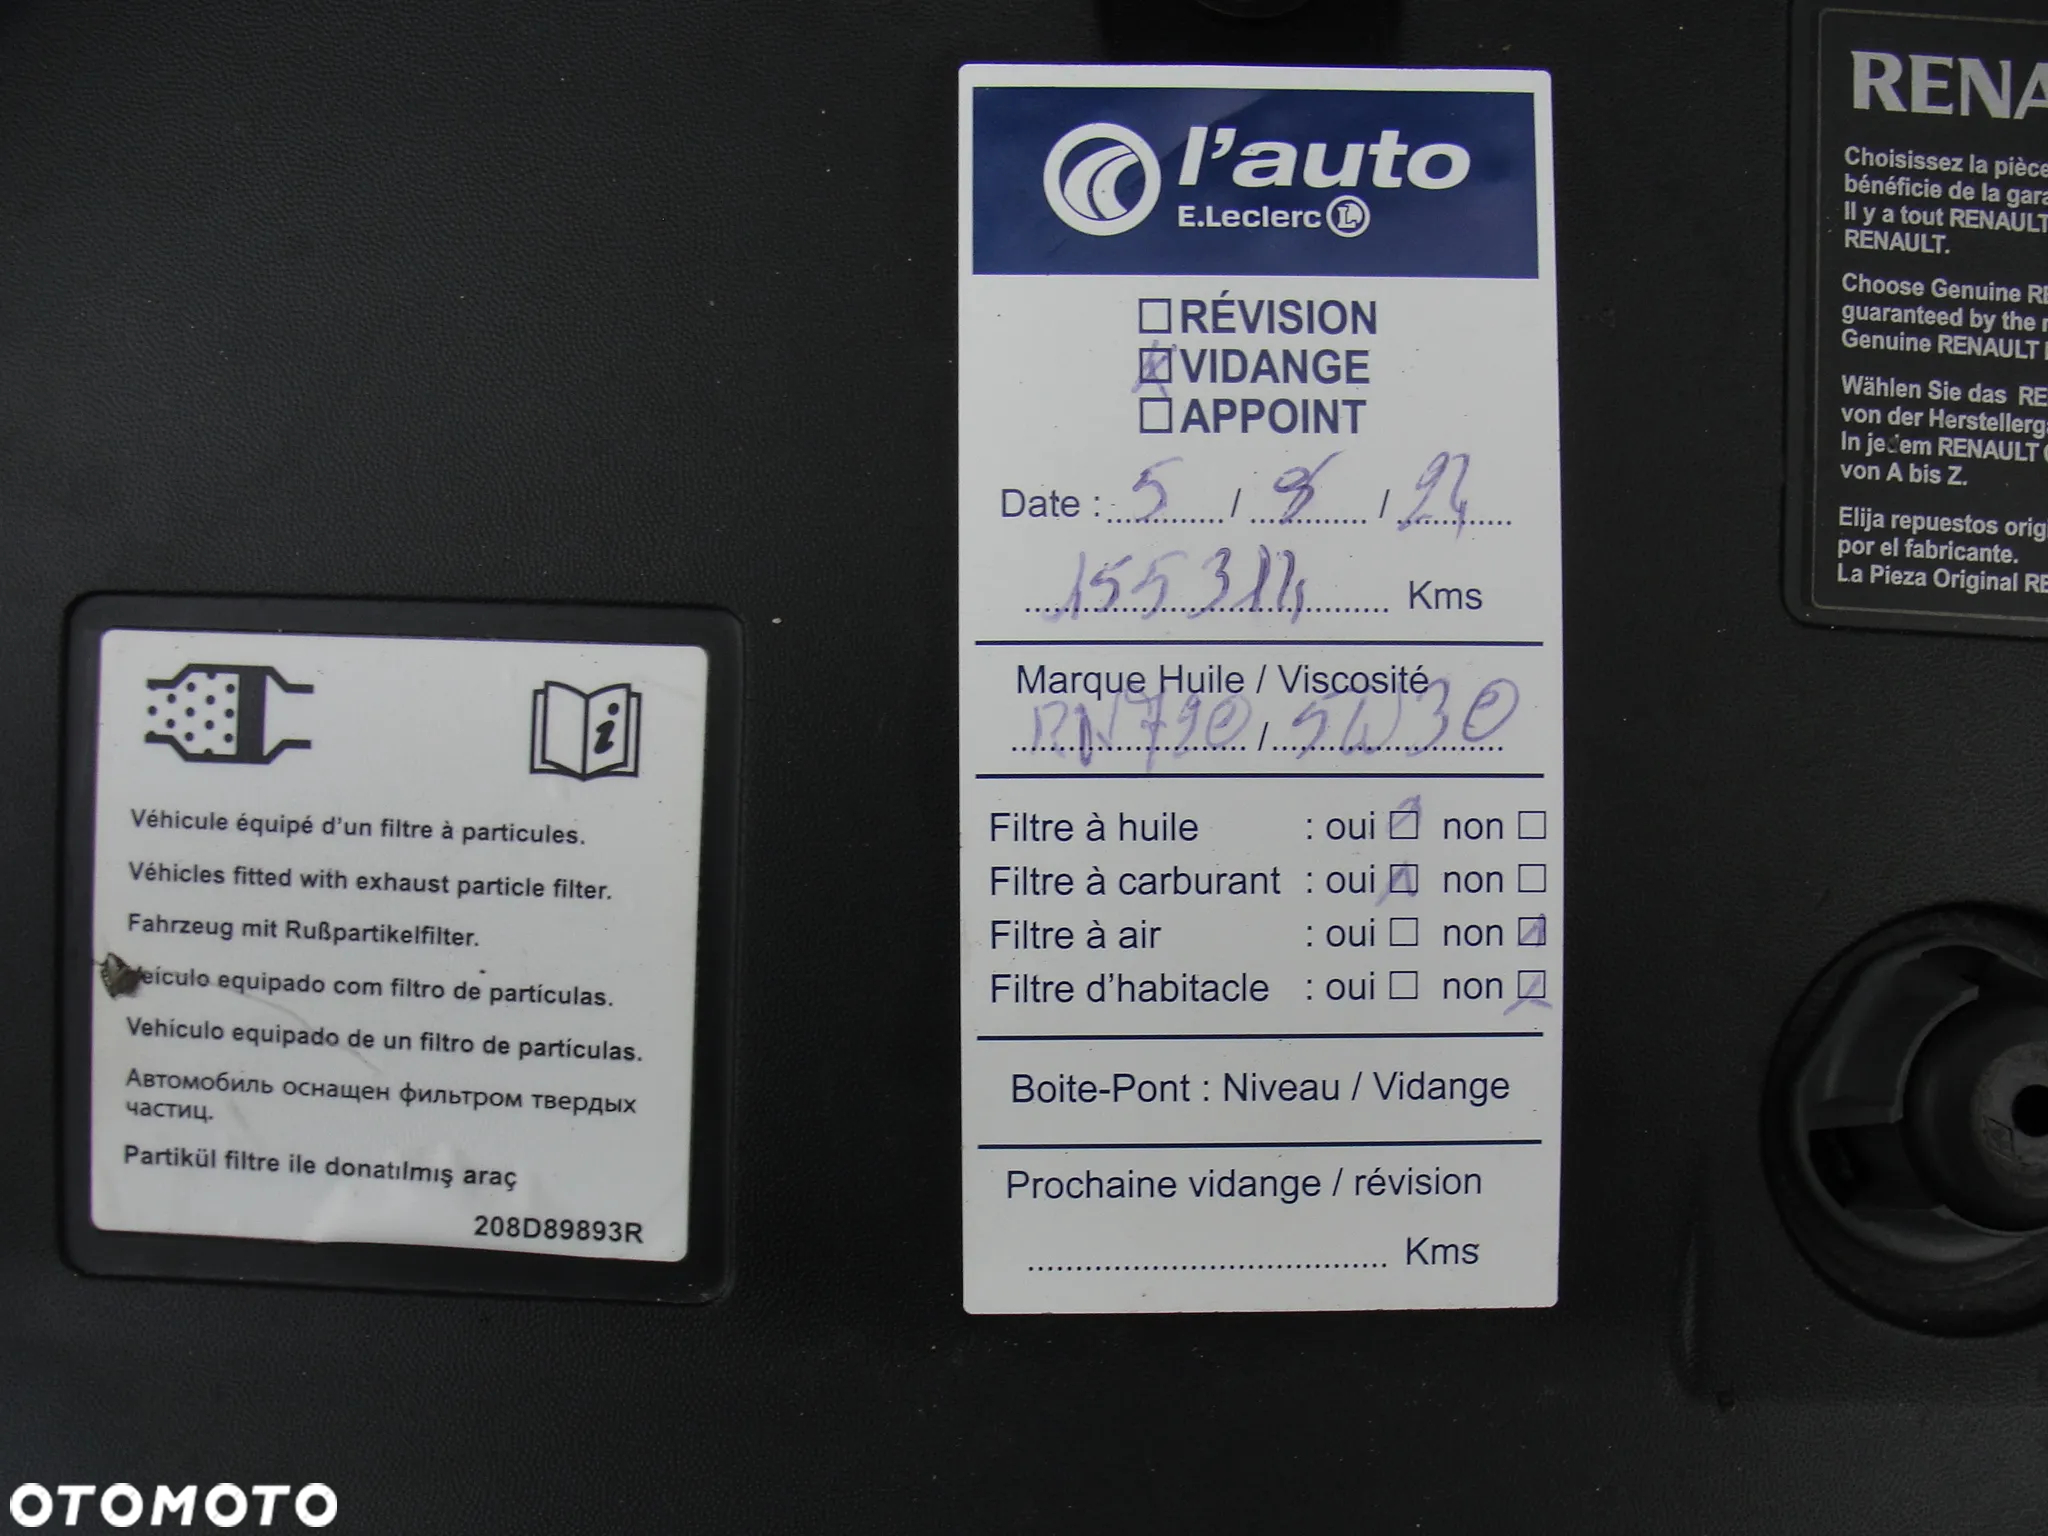 l'auto
E.Leclerc L
RÉVISION
VIDANGE
APPOINT
Date : 5 / 8 / 24
155314 Kms
Marque Huile / Viscosité
RN720 / 5W30
Filtre à huile : oui non
Filtre à carburant : oui non
Filtre à air : oui non
Filtre d'habitacle : oui non
Boite-Pont : Niveau / Vidange
Prochaine vidange / révision
Kms
Véhicule équipé d'un filtre à particules.
Véhicles fitted with exhaust particle filter.
Fahrzeug mit Rußpartikelfilter.
equipado com filtro de partículas.
Vehículo equipado de un filtro de partículas.
Автомобиль оснащен фильтром твердых
частиц.
Partikül filtre ile donatılmış araç
208D89893R
RENA
Choisissez la pièce
bénéficie de la gara
Il y a tout RENAULT
RENAULT.
Choose Genuine RE
guaranteed by the
Genuine RENAULT
Wählen Sie das RE
von der Herstellerga
In jedem RENAULT
von A bis Z.
Elija repuestos orig
por el fabricante.
La Pieza Original RE
OTOMOTO